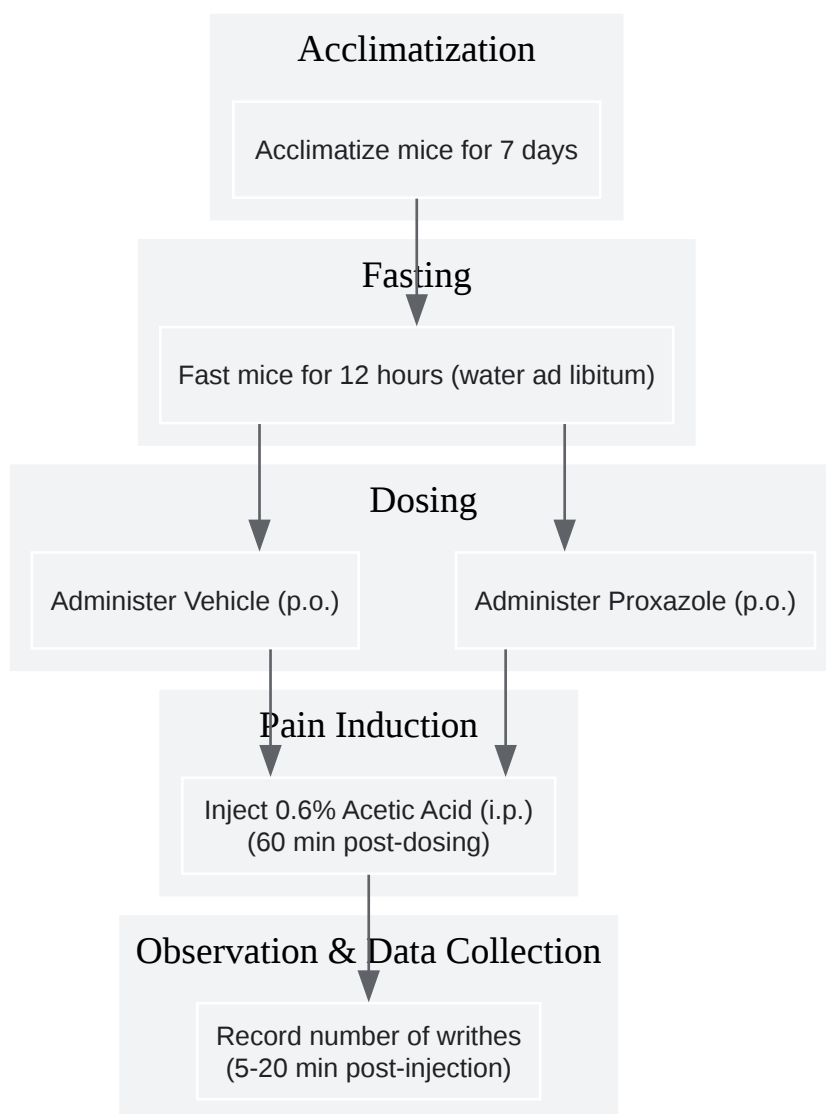 Acclimatization
Acclimatize mice for 7 days
Fasting
Fast mice for 12 hours (water ad libitum)
Dosing
Administer Vehicle (p.o.)
Administer Proxazole (p.o.)
Pain Induction
Inject 0.6% Acetic Acid (i.p.)
(60 min post-dosing)
Observation & Data Collection
Record number of writhes
(5-20 min post-injection)